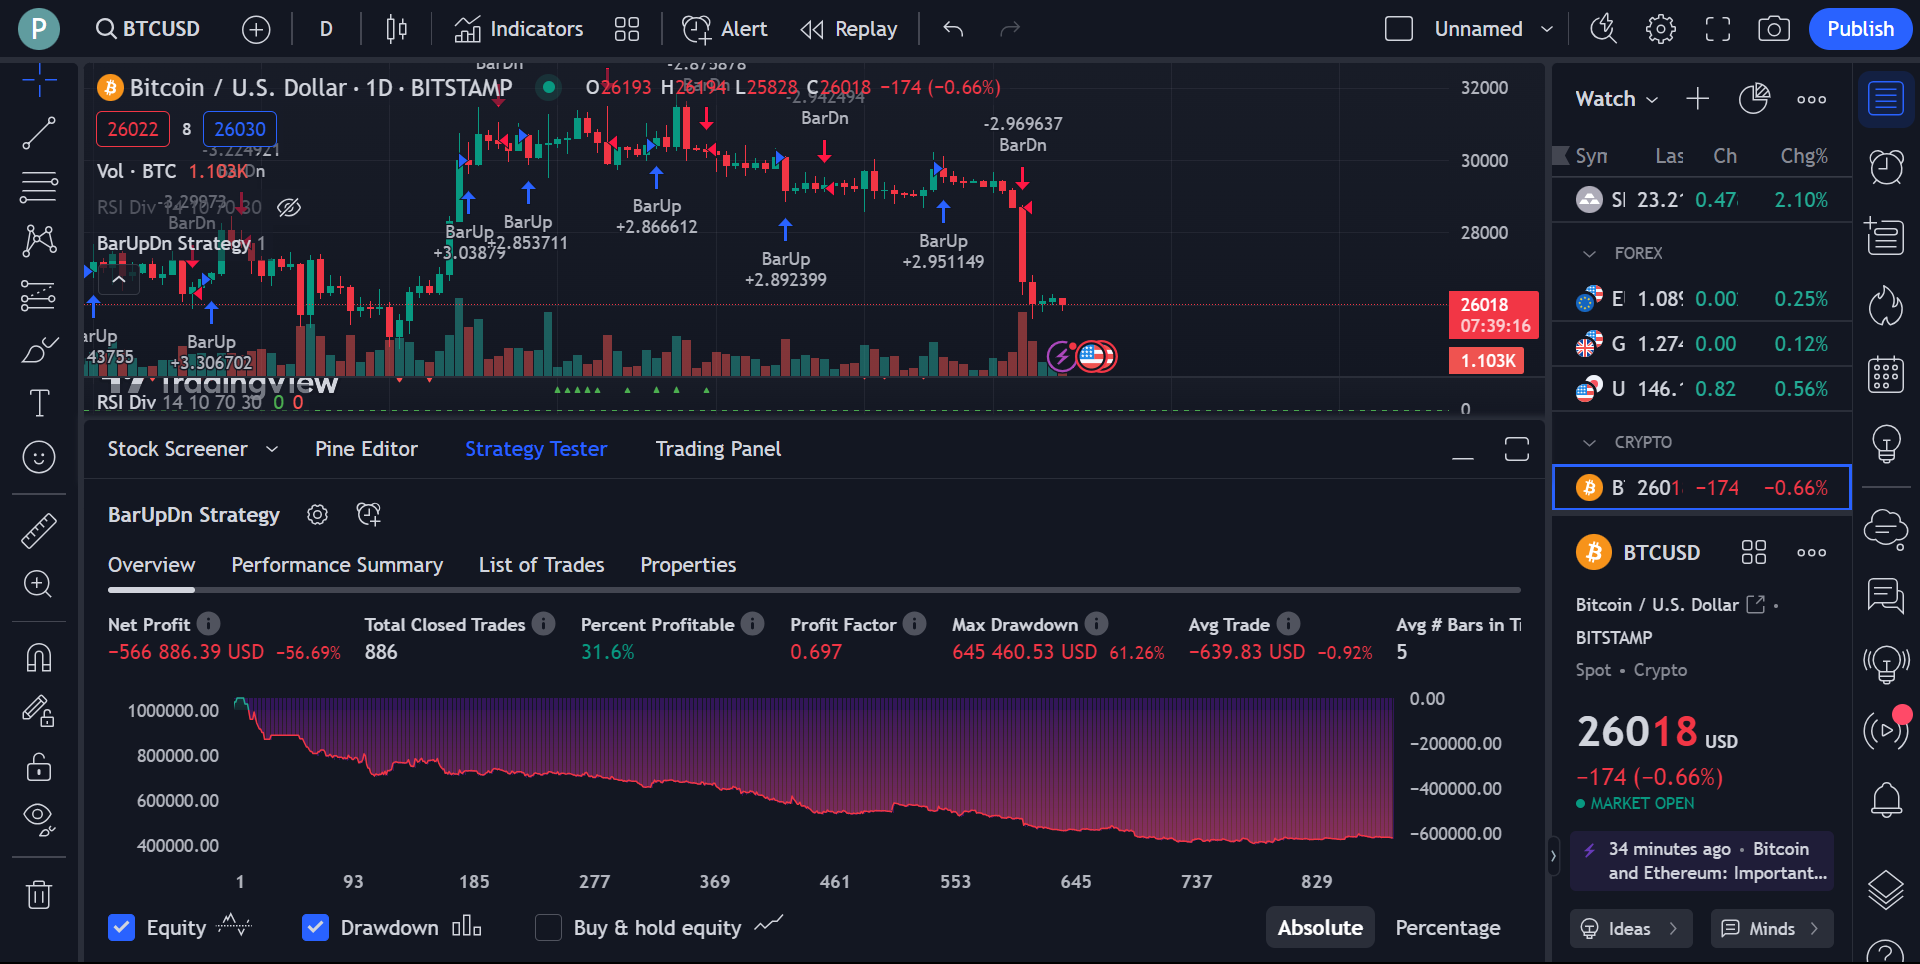 P
BTCUSD
D
Indicators
Alert
Replay
Unnamed
Publish
Bitcoin / U.S. Dollar · 1D · BITSTAMP
O26193 H26194 L25828 C26018 −174 (−0.66%)
26022 8 26030
Vol · BTC 1.103K
RSI Div 14 10 70 30
BarUpDn Strategy 1
BarDn
-2.875878
BarDn
-2.942494
BarDn
-2.969637
BarDn
-3.224921
BarDn
-3.29973
BarDn
BarUp
+3.03879
BarUp
+2.853711
BarUp
+2.866612
BarUp
+2.892399
BarUp
+2.951149
arUp
.43755
BarUp
+3.306702
32000
30000
28000
26018
07:39:16
1.103K
TradingView
RSI Div 14 10 70 30 0 0
0
Stock Screener
Pine Editor
Strategy Tester
Trading Panel
BarUpDn Strategy
Overview
Performance Summary
List of Trades
Properties
Net Profit
−566 886.39 USD −56.69%
Total Closed Trades
886
Percent Profitable
31.6%
Profit Factor
0.697
Max Drawdown
645 460.53 USD 61.26%
Avg Trade
−639.83 USD −0.92%
Avg # Bars in Tr
5
1000000.00
800000.00
600000.00
400000.00
0.00
−200000.00
−400000.00
−600000.00
1 93 185 277 369 461 553 645 737 829
Equity
Drawdown
Buy & hold equity
Absolute
Percentage
Watch
Syn Las Ch Chg%
SI 23.21 0.47 2.10%
FOREX
E 1.089 0.00 0.25%
G 1.274 0.00 0.12%
U 146.1 0.82 0.56%
CRYPTO
B 26018 −174 −0.66%
BTCUSD
Bitcoin / U.S. Dollar
BITSTAMP
Spot • Crypto
26018 USD
−174 (−0.66%)
MARKET OPEN
34 minutes ago • Bitcoin
and Ethereum: Important...
Ideas
Minds